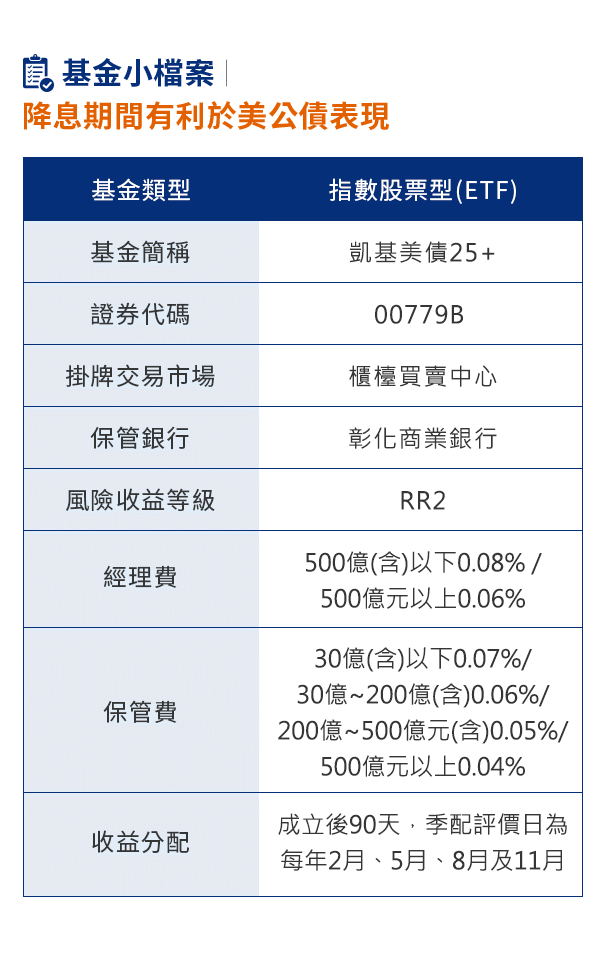 基金小檔案
降息期間有利於美公債表現
基金類型 指數股票型(ETF)
基金簡稱 凱基美債25+
證券代碼 00779B
掛牌交易市場 櫃檯買賣中心
保管銀行 彰化商業銀行
風險收益等級 RR2
經理費
500億(含)以下0.08% /
500億元以上0.06%
保管費
30億(含)以下0.07%/
30億~200億(含)0.06%/
200億~500億元(含)0.05%/
500億元以上0.04%
收益分配
成立後90天，季配評價日為
每年2月、5月、8月及11月